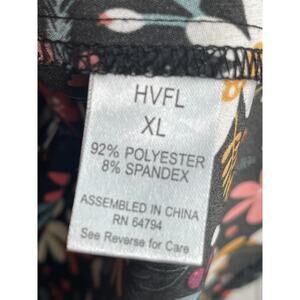 HVFL
XL
92% POLYESTER
8% SPANDEX
ASSEMBLED IN CHINA
RN 64794
See Reverse for Care